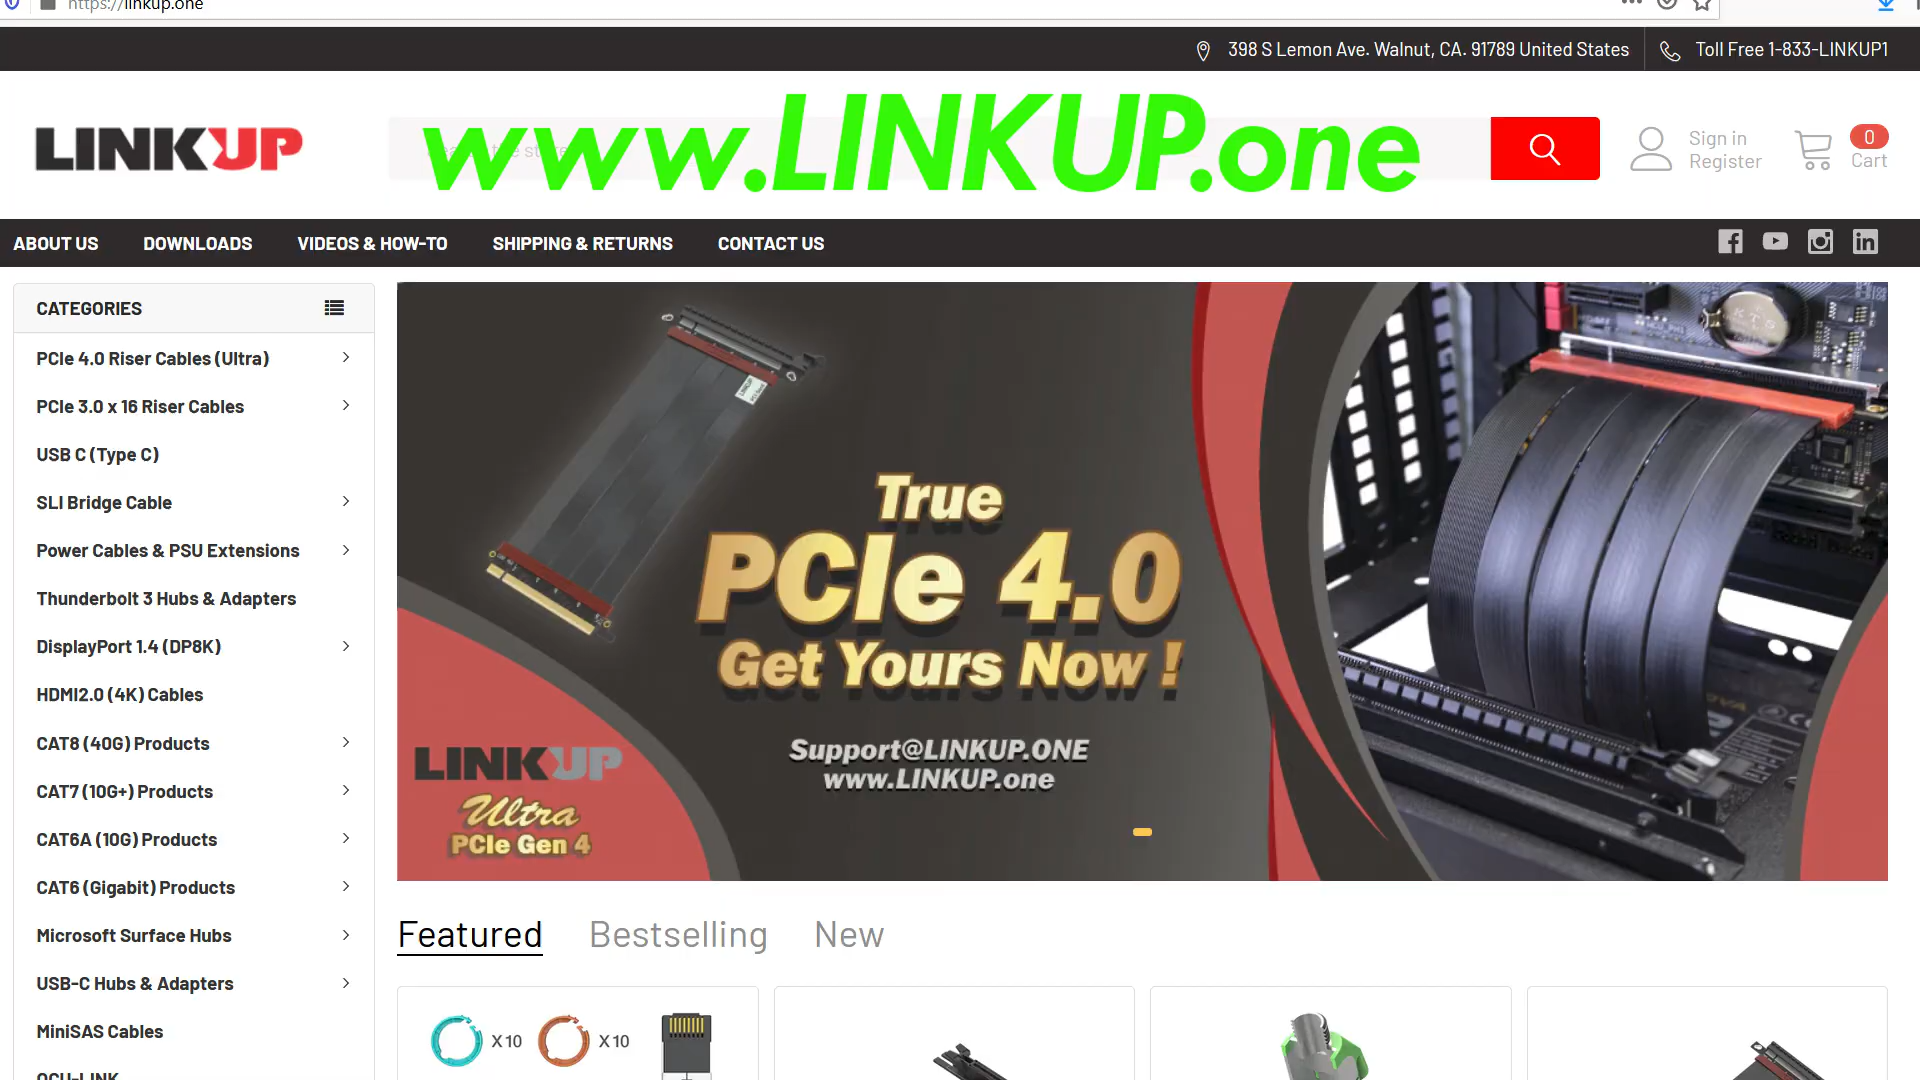 https://linkup.one
398 S Lemon Ave. Walnut, CA. 91789 United States
Toll Free 1-833-LINKUP1
LINKUP
www.LINKUP.one
Sign in
Register
0
Cart
ABOUT US
DOWNLOADS
VIDEOS & HOW-TO
SHIPPING & RETURNS
CONTACT US
CATEGORIES
PCIe 4.0 Riser Cables (Ultra)
PCIe 3.0 x 16 Riser Cables
USB C (Type C)
SLI Bridge Cable
Power Cables & PSU Extensions
Thunderbolt 3 Hubs & Adapters
DisplayPort 1.4 (DP8K)
HDMI2.0 (4K) Cables
CAT8 (40G) Products
CAT7 (10G+) Products
CAT6A (10G) Products
CAT6 (Gigabit) Products
Microsoft Surface Hubs
USB-C Hubs & Adapters
MiniSAS Cables
OCU-LINK
True
PCIe 4.0
Get Yours Now !
Support@LINKUP.ONE
www.LINKUP.one
LINKUP
Ultra
PCIe Gen 4
KTS
Featured
Bestselling
New
X10
X10